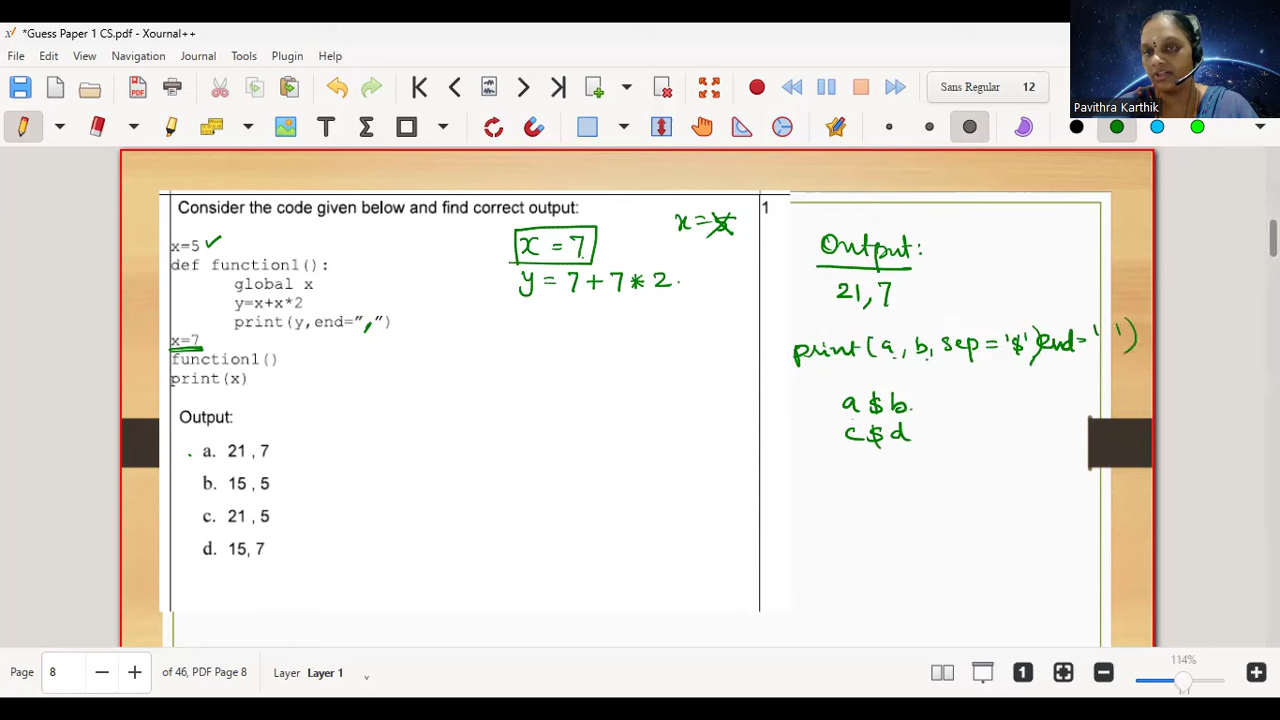 *Guess Paper 1 CS.pdf - Xournal++
File Edit View Navigation Journal Tools Plugin Help
Sans Regular 12
Pavithra Karthik
Consider the code given below and find correct output:
1
x=5 ✓
def function1():
global x
y=x+x*2
print(y,end=”,”)
x=7
function1()
print(x)
Output:
a. 21 , 7
b. 15 , 5
c. 21 , 5
d. 15, 7
x = 5
x = 7
y = 7 + 7 * 2
Output:
21, 7
print(a, b, sep = '$') end = ' ')
a $ b
c $ d
Page 8 of 46, PDF Page 8 Layer Layer 1
1
114%